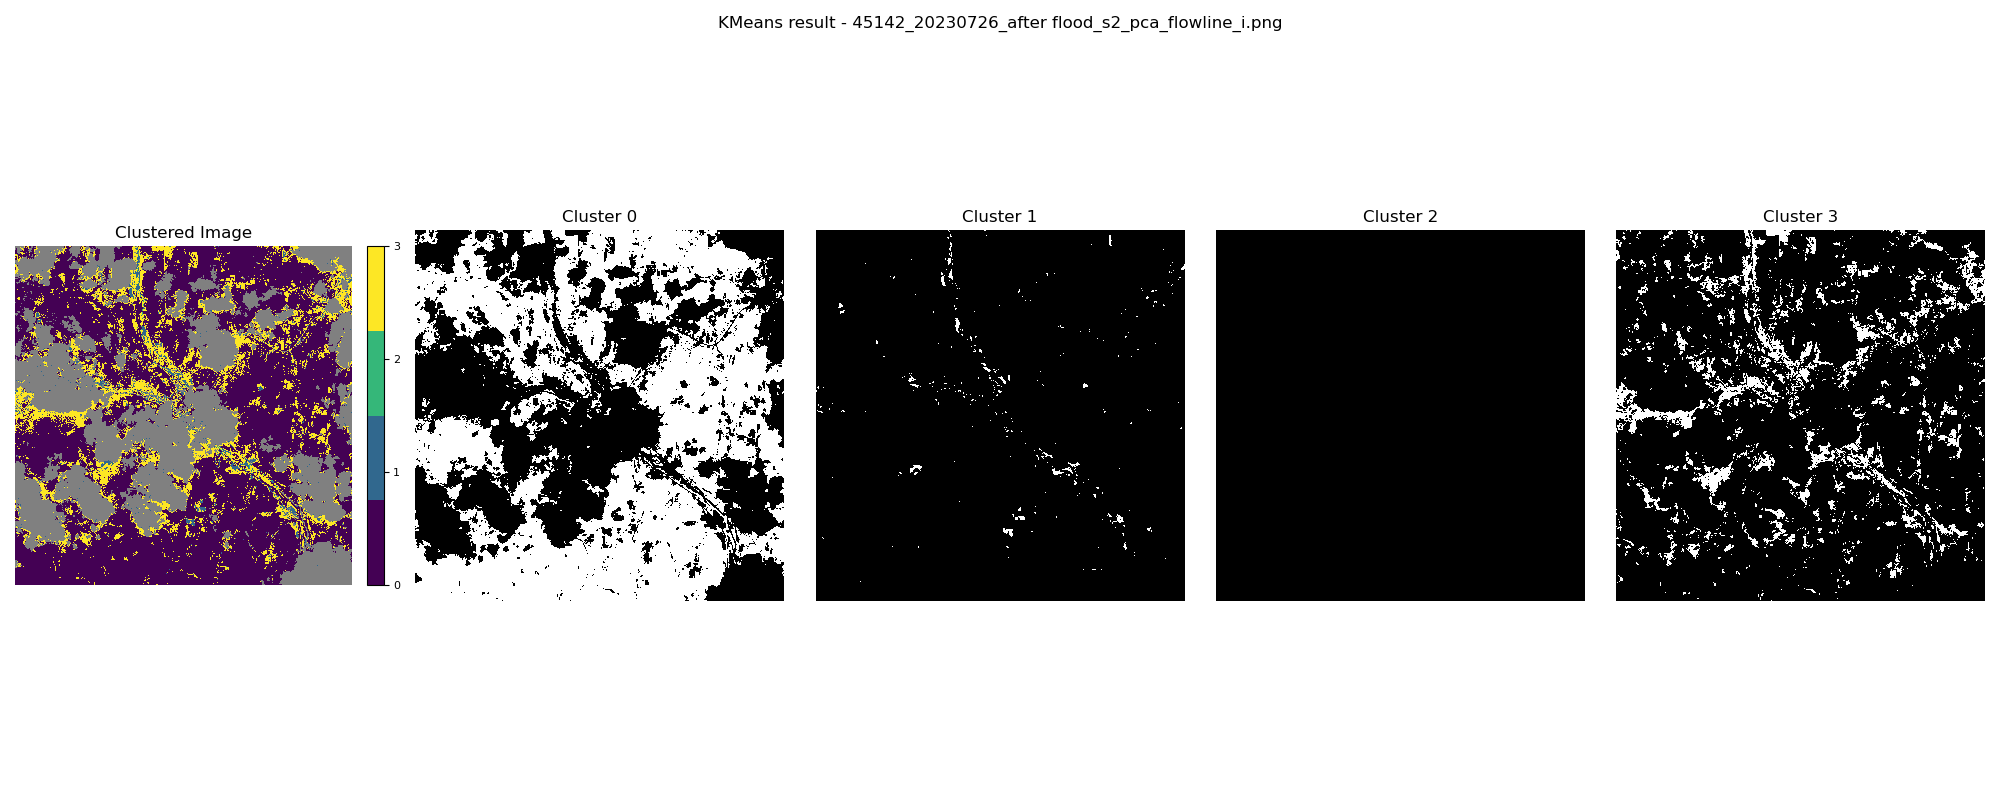 KMeans result - 45142_20230726_after flood_s2_pca_flowline_i.png
Clustered Image
Cluster 0
Cluster 1
Cluster 2
Cluster 3
3
2
1
0